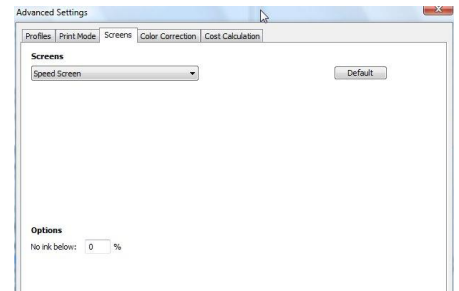 Advanced Settings
Profiles Print Mode Screens Color Correction Cost Calculation
Screens
Speed Screen Default
Options
No ink below: 0 %